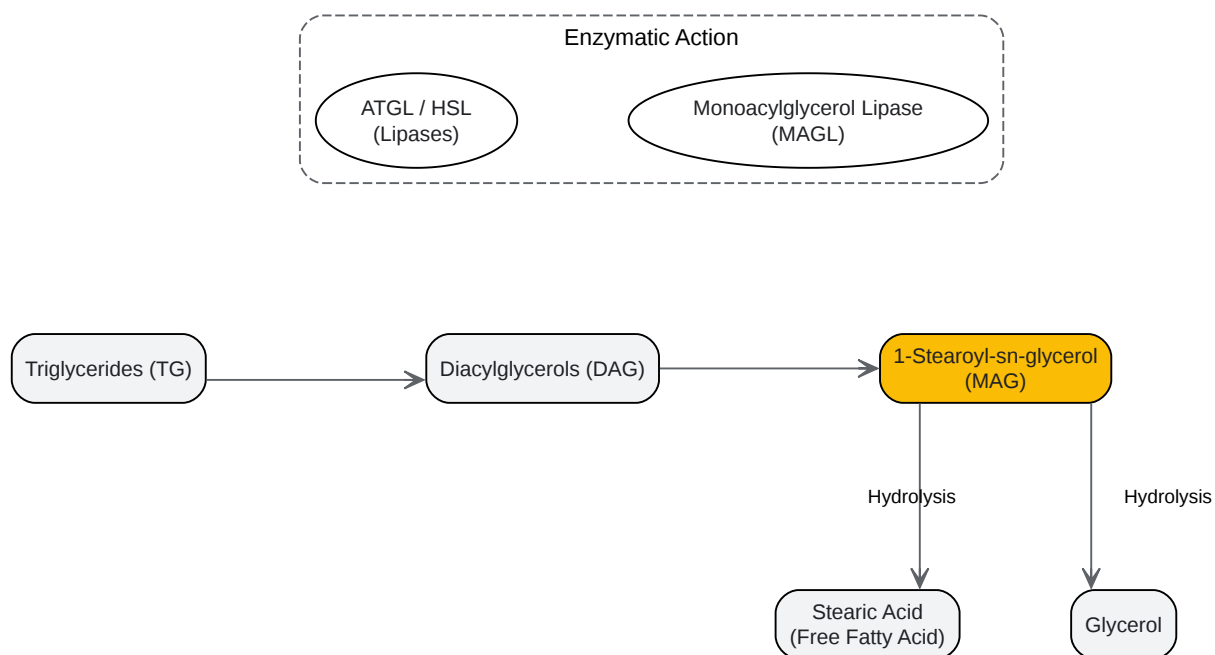 Enzymatic Action
ATGL / HSL
(Lipases)
Monoacylglycerol Lipase
(MAGL)
Triglycerides (TG)
Diacylglycerols (DAG)
1-Stearoyl-sn-glycerol
(MAG)
Hydrolysis
Hydrolysis
Stearic Acid
(Free Fatty Acid)
Glycerol